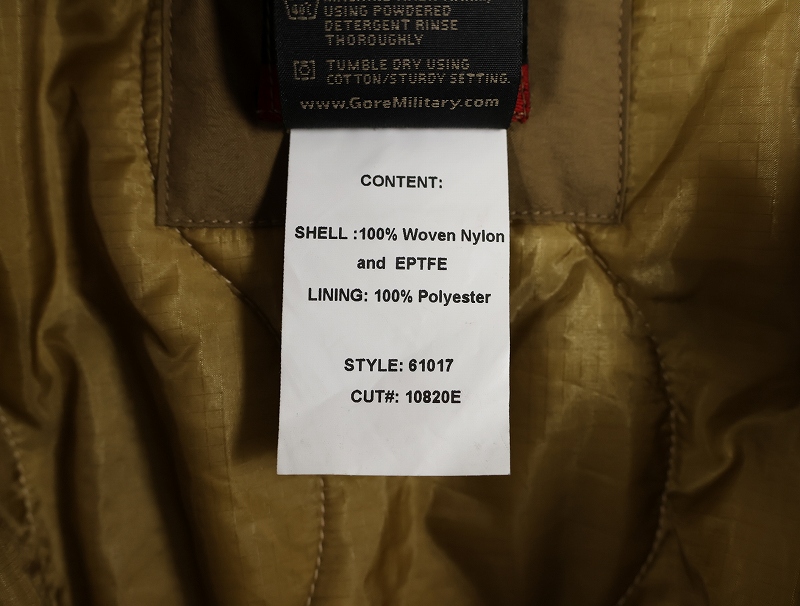 40°
USING POWDERED
DETERGENT RINSE
THOROUGHLY
TUMBLE DRY USING
COTTON/STURDY SETTING.
www.GoreMilitary.com
CONTENT:
SHELL :100% Woven Nylon
and EPTFE
LINING: 100% Polyester
STYLE: 61017
CUT#: 10820E